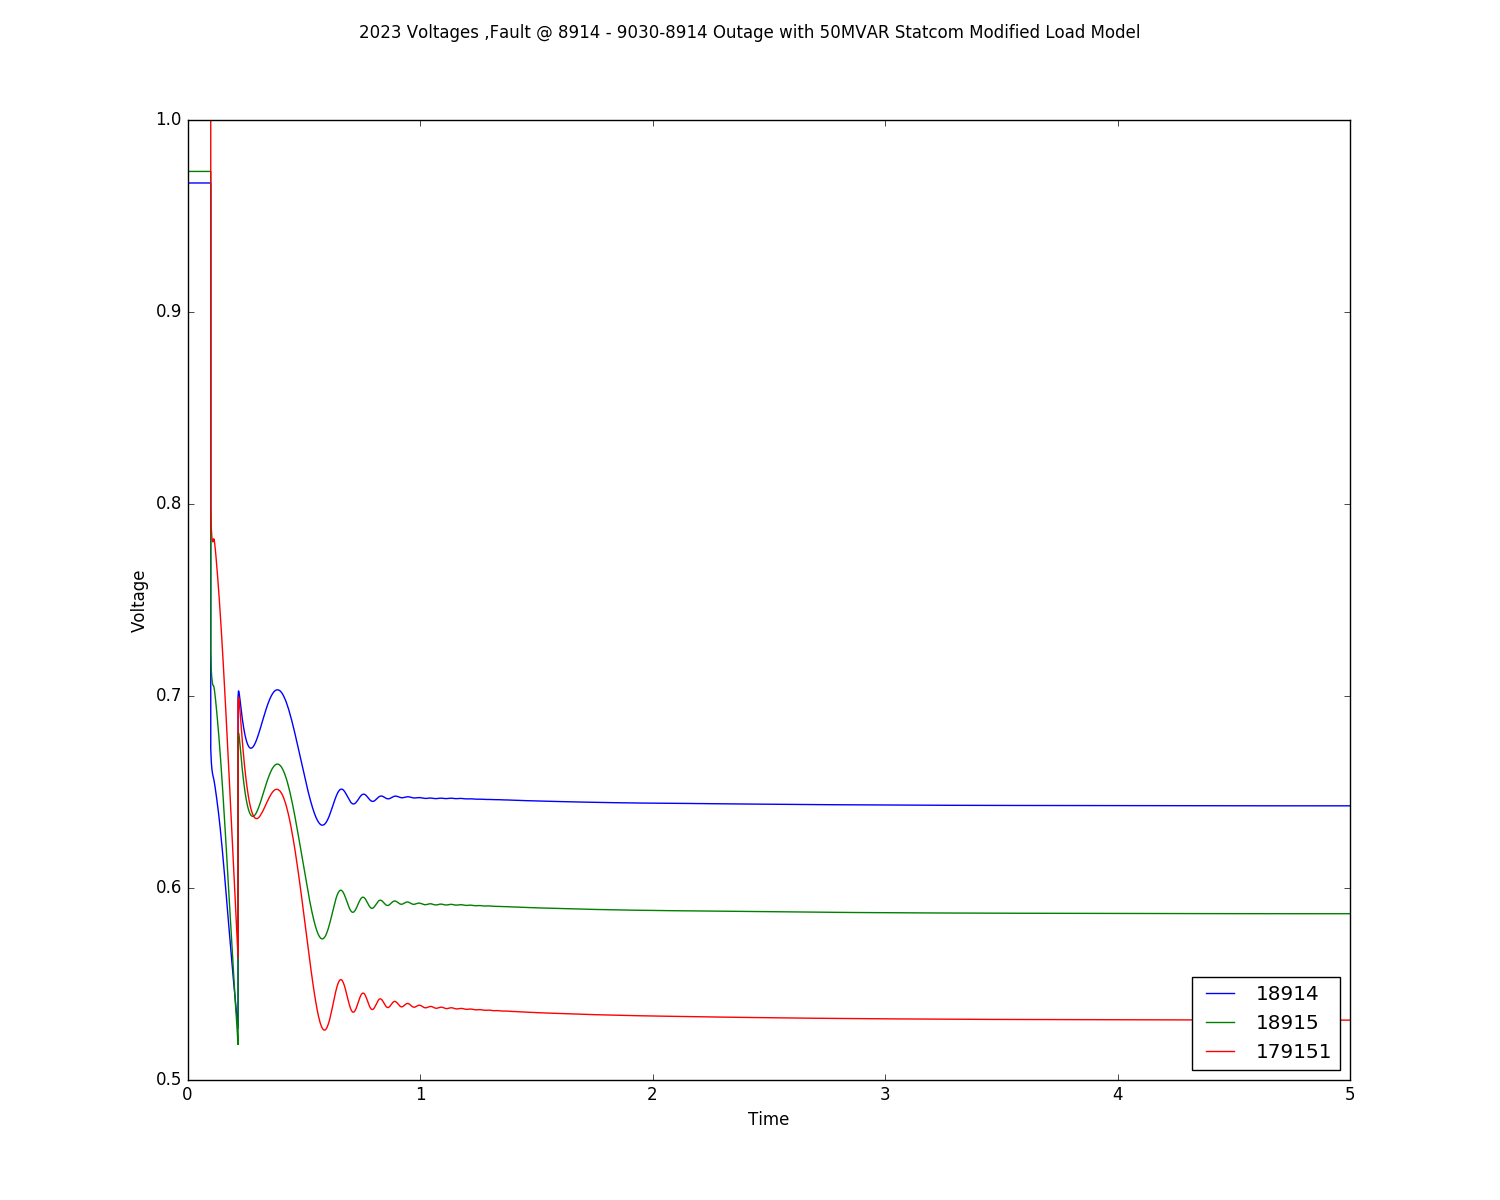 2023 Voltages ,Fault @ 8914 - 9030-8914 Outage with 50MVAR Statcom Modified Load Model
1.0
0.9
0.8
0.7
0.6
0.5
Voltage
0 1 2 3 4 5
Time
18914
18915
179151